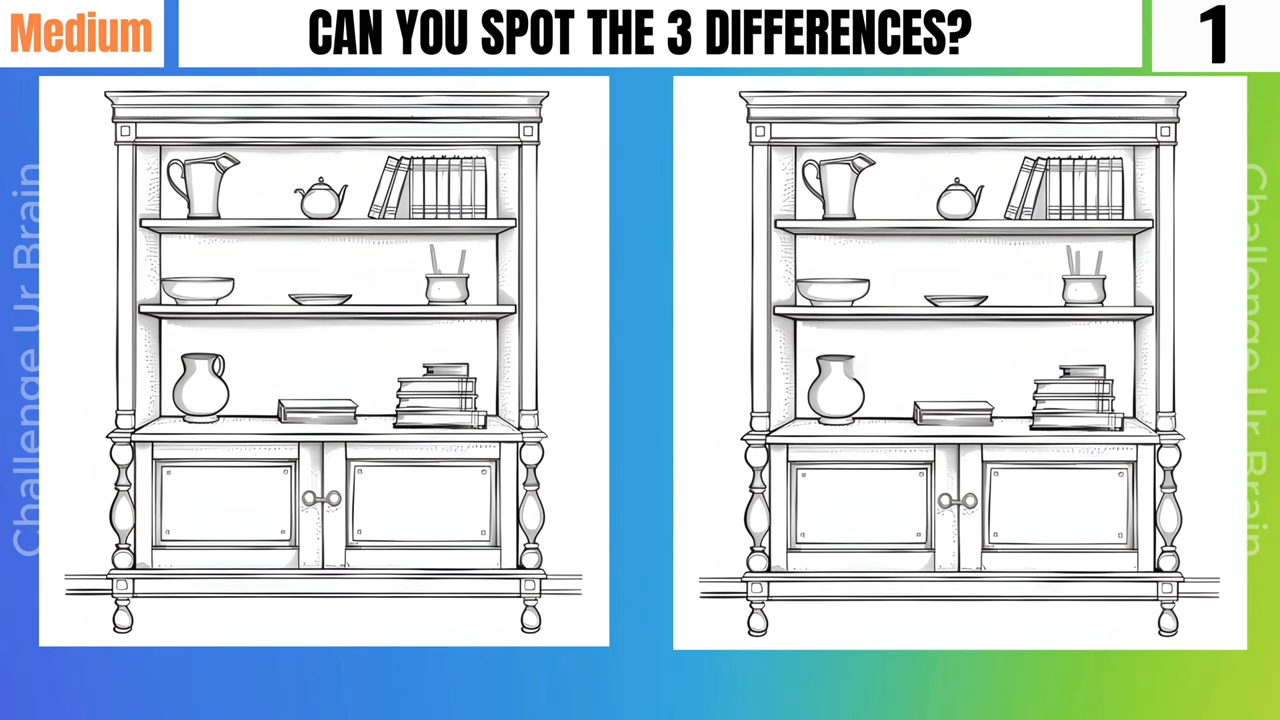 Medium
CAN YOU SPOT THE 3 DIFFERENCES?
1
Challenge Ur Brain
Challenge Ur Brain